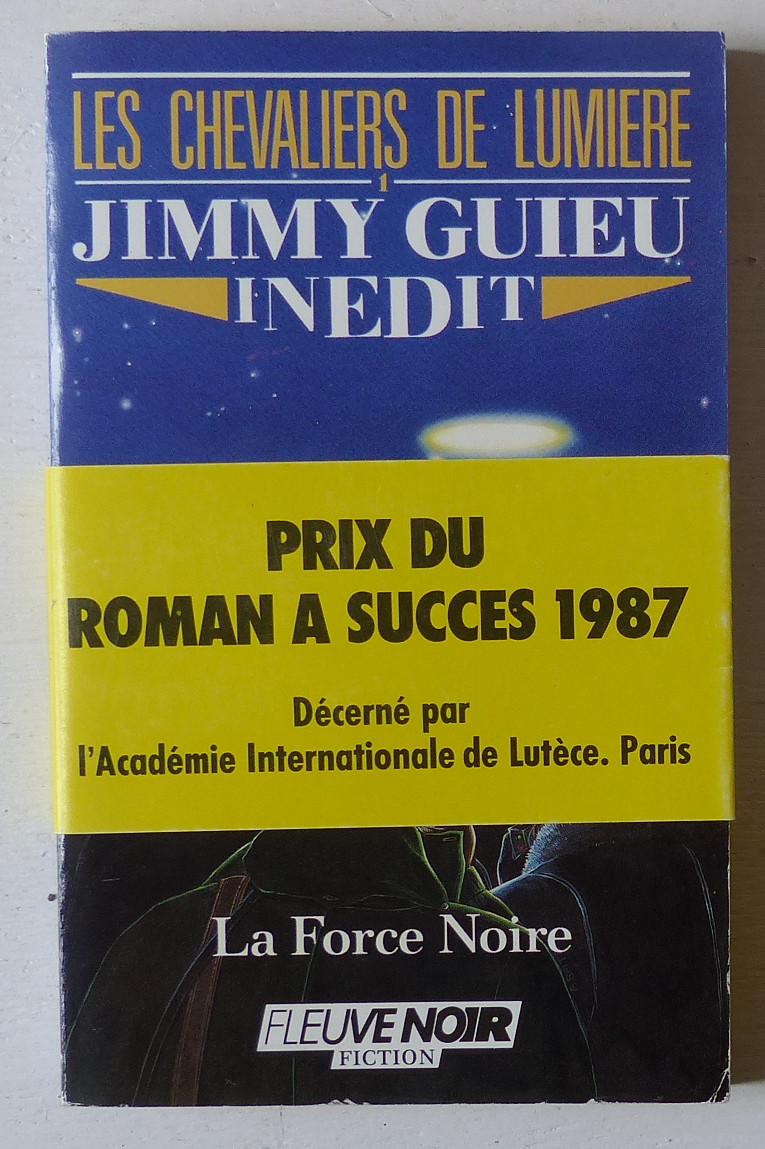 LES CHEVALIERS DE LUMIERE
1
JIMMY GUIEU
INEDIT
PRIX DU
ROMAN A SUCCES 1987
Décerné par
l'Académie Internationale de Lutèce. Paris
La Force Noire
FLEUVE NOIR
FICTION